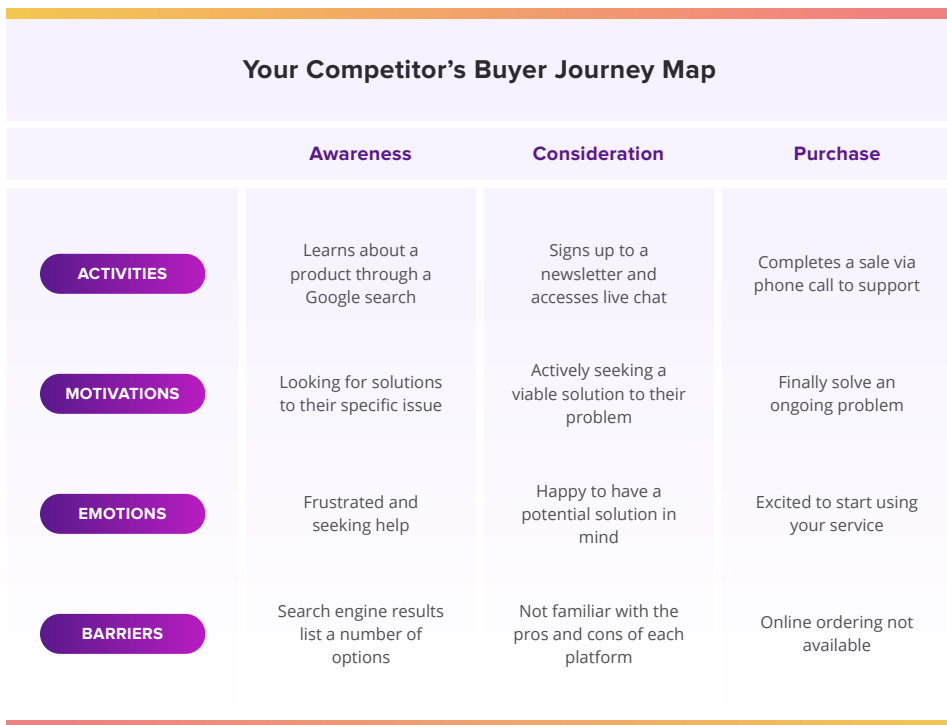 Your Competitor’s Buyer Journey Map
Awareness
Consideration
Purchase
ACTIVITIES
Learns about a
product through a
Google search
Signs up to a
newsletter and
accesses live chat
Completes a sale via
phone call to support
MOTIVATIONS
Looking for solutions
to their specific issue
Actively seeking a
viable solution to their
problem
Finally solve an
ongoing problem
EMOTIONS
Frustrated and
seeking help
Happy to have a
potential solution in
mind
Excited to start using
your service
BARRIERS
Search engine results
list a number of
options
Not familiar with the
pros and cons of each
platform
Online ordering not
available